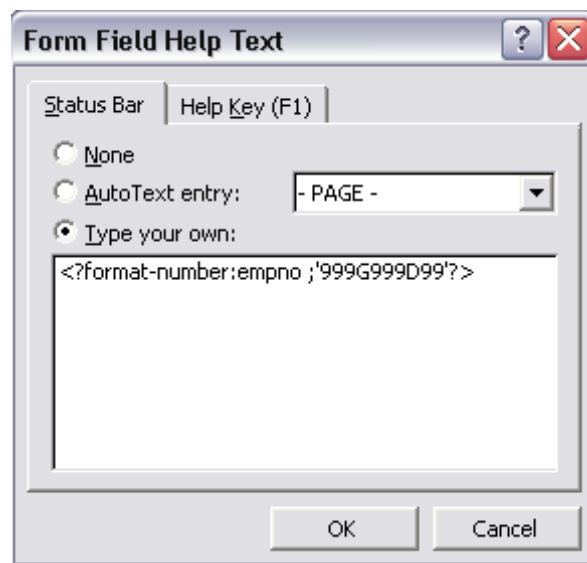 Form Field Help Text
?
Status Bar
Help Key (F1)
None
AutoText entry:
- PAGE -
Type your own:
<?format-number:empno ;'999G999D99'?>
OK
Cancel